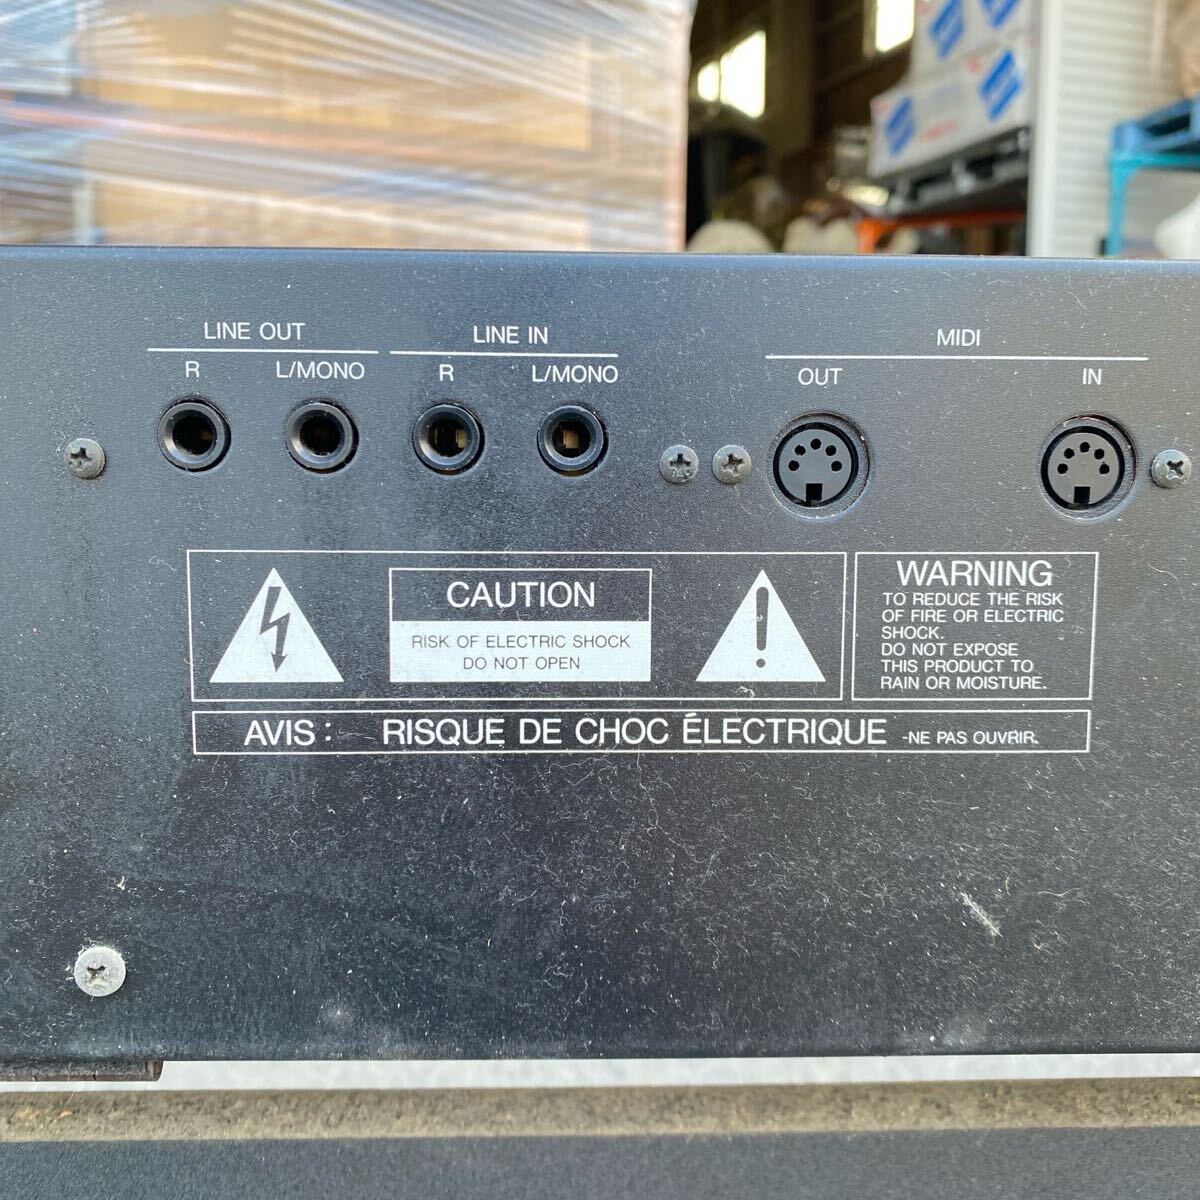 LINE OUT
R L/MONO
LINE IN
R L/MONO
MIDI
OUT IN
CAUTION
RISK OF ELECTRIC SHOCK
DO NOT OPEN
WARNING
TO REDUCE THE RISK
OF FIRE OR ELECTRIC
SHOCK.
DO NOT EXPOSE
THIS PRODUCT TO
RAIN OR MOISTURE.
AVIS: RISQUE DE CHOC ÉLECTRIQUE -NE PAS OUVRIR.